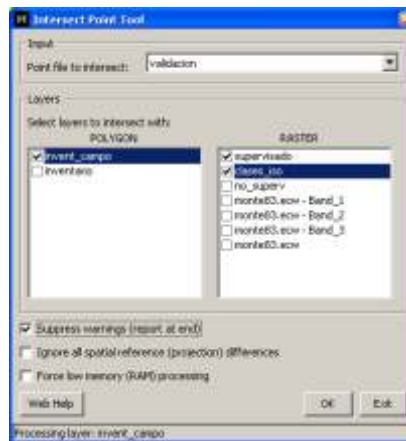 Intersect Point Tool
Input
Point file to intersect: validacion
Layers
Select layers to intersect with:
POLYGON
RASTER
invent_campo
inventario
supervisado
clases_iso
no_superv
monte83.ecw - Band_1
monte83.ecw - Band_2
monte83.ecw - Band_3
monte83.ecw
Suppress warnings (report at end)
Ignore all spatial reference (projection) differences
Force low memory (RAM) processing
Web Help
OK
Exit
Processing layer: invent_campo